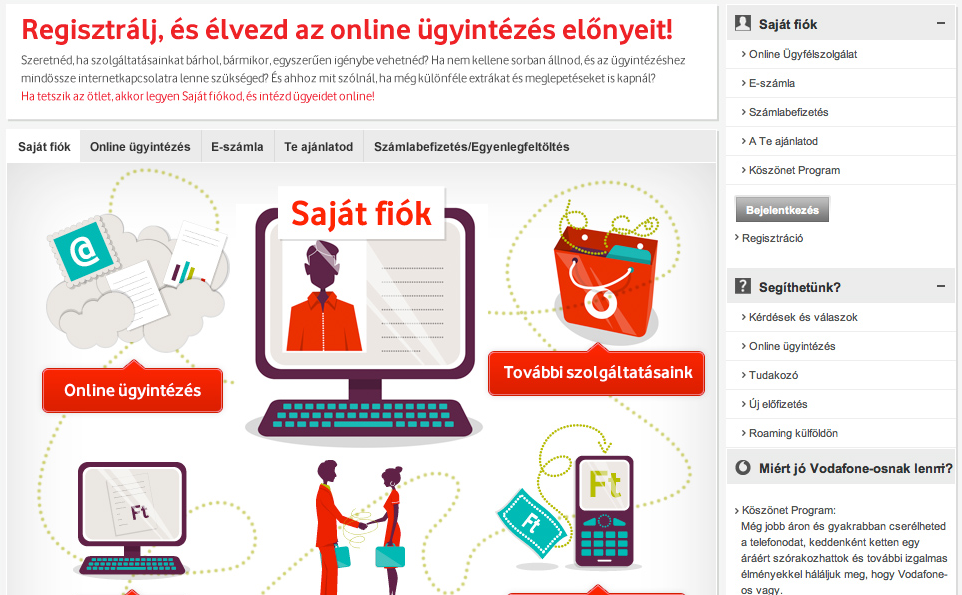 Regisztrálj, és élvezd az online ügyintézés előnyeit!
Szeretnéd, ha szolgáltatásainkat bárhol, bármikor, egyszerűen igénybe vehetnéd? Ha nem kellene sorban állnod, és az ügyintézéshez
mindössze internetkapcsolatra lenne szükséged? És ahhoz mit szólnál, ha még különféle extrákat és meglepetéseket is kapnál?
Ha tetszik az ötlet, akkor legyen Saját fiókod, és intézd ügyeidet online!
Saját fiók
Online ügyintézés
E-számla
Te ajánlatod
Számlabefizetés/Egyenlegfeltöltés
Saját fiók
@
Online ügyintézés
További szolgáltatásaink
Ft
Ft
Ft
Saját fiók
Online Ügyfélszolgálat
E-számla
Számlabefizetés
A Te ajánlatod
Köszönet Program
Bejelentkezés
Regisztráció
? Segíthetünk?
Kérdések és válaszok
Online ügyintézés
Tudakozó
Új előfizetés
Roaming külföldön
Miért jó Vodafone-osnak lenni?
Köszönet Program:
Még jobb áron és gyakrabban cserélheted
a telefonodat, keddenként ketten egy
áráért szórakozhattok és további izgalmas
élményekkel háláljuk meg, hogy Vodafone-
os vagy.